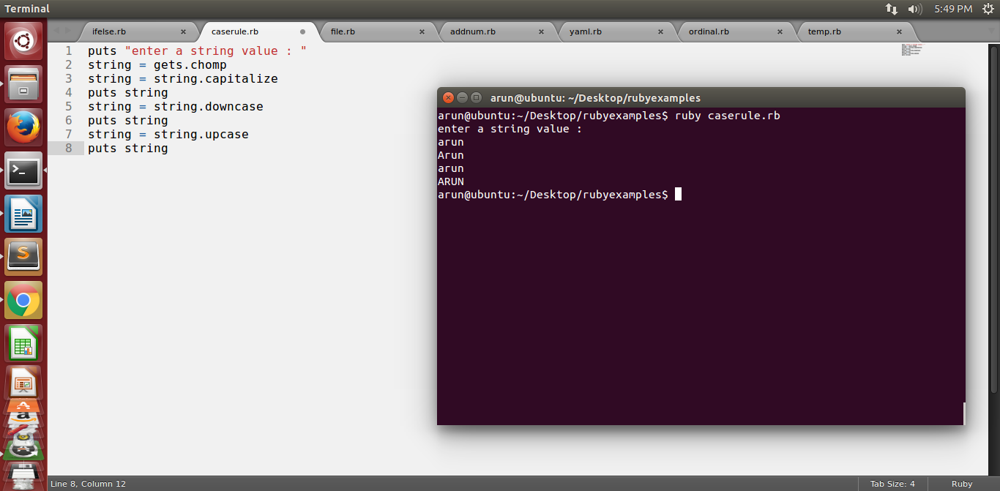 Terminal
5:49 PM
ifelse.rb
caserule.rb
file.rb
addnum.rb
yaml.rb
ordinal.rb
temp.rb
1 puts "enter a string value : "
2 string = gets.chomp
3 string = string.capitalize
4 puts string
5 string = string.downcase
6 puts string
7 string = string.upcase
8 puts string
arun@ubuntu: ~/Desktop/rubyexamples
arun@ubuntu:~/Desktop/rubyexamples$ ruby caserule.rb
enter a string value :
arun
Arun
arun
ARUN
arun@ubuntu:~/Desktop/rubyexamples$
>_
S
a
Line 8, Column 12
Tab Size: 4
Ruby